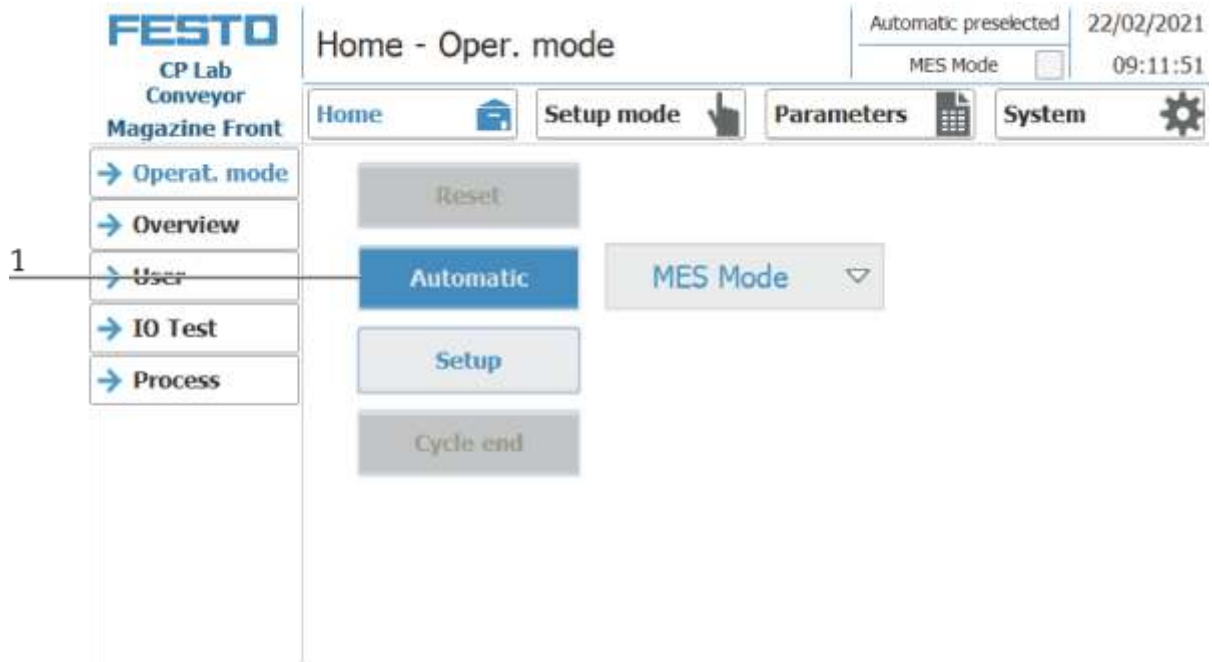 FESTO
CP Lab
Conveyor
Magazine Front
Home - Oper. mode
Automatic preselected
MES Mode
22/02/2021
09:11:51
Home
Setup mode
Parameters
System
Operat. mode
Overview
User
IO Test
Process
1
Reset
Automatic
MES Mode
Setup
Cycle end